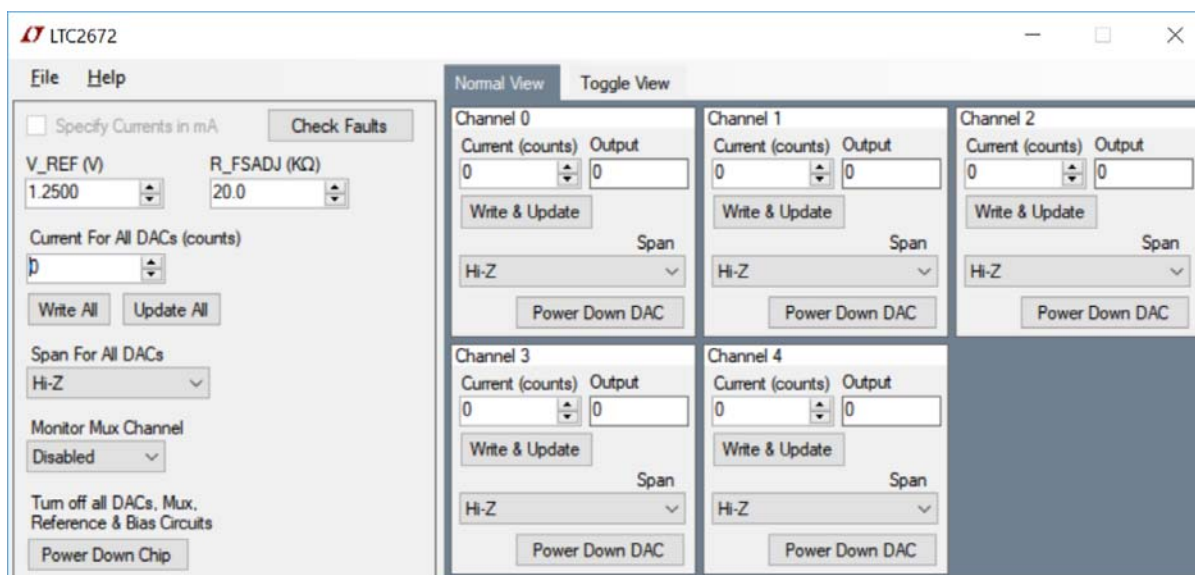 LTC2672
File Help
Specify Currents in mA Check Faults
V_REF (V) R_FSADJ (KΩ)
1.2500 20.0
Current For All DACs (counts)
0
Write All Update All
Span For All DACs
Hi-Z
Monitor Mux Channel
Disabled
Turn off all DACs, Mux,
Reference & Bias Circuits
Power Down Chip
Normal View Toggle View
Channel 0
Current (counts) Output
0 0
Write & Update
Span
Hi-Z
Power Down DAC
Channel 1
Current (counts) Output
0 0
Write & Update
Span
Hi-Z
Power Down DAC
Channel 2
Current (counts) Output
0 0
Write & Update
Span
Hi-Z
Power Down DAC
Channel 3
Current (counts) Output
0 0
Write & Update
Span
Hi-Z
Power Down DAC
Channel 4
Current (counts) Output
0 0
Write & Update
Span
Hi-Z
Power Down DAC